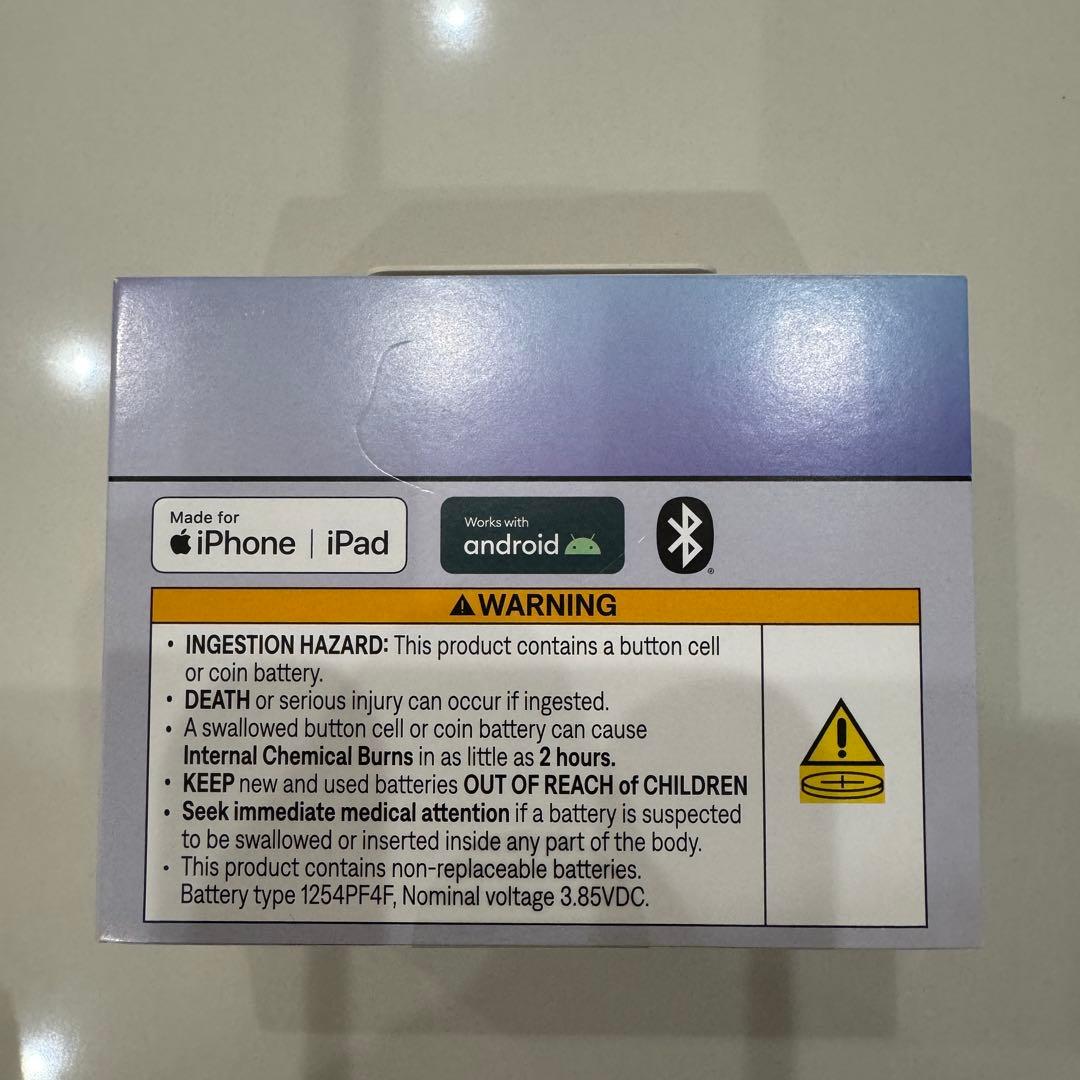 Made for
iPhone | iPad
Works with
android
⚠WARNING
• INGESTION HAZARD: This product contains a button cell
or coin battery.
• DEATH or serious injury can occur if ingested.
• A swallowed button cell or coin battery can cause
Internal Chemical Burns in as little as 2 hours.
• KEEP new and used batteries OUT OF REACH of CHILDREN
• Seek immediate medical attention if a battery is suspected
to be swallowed or inserted inside any part of the body.
• This product contains non-replaceable batteries.
Battery type 1254PF4F, Nominal voltage 3.85VDC.